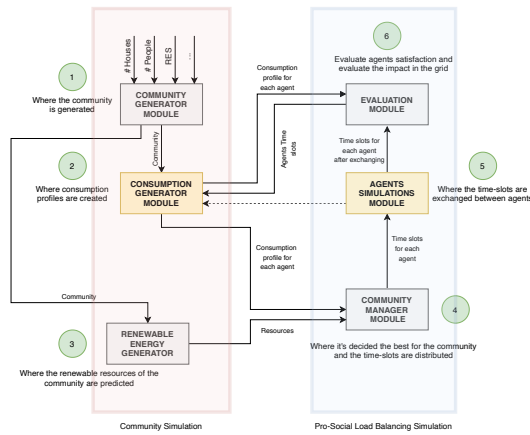 # Houses
# People
RES
...
6
Evaluate agents satisfaction and
evaluate the impact in the grid
1
Where the community
is generated
COMMUNITY
GENERATOR
MODULE
Consumption
profile for
each agent
EVALUATION
MODULE
Community
Agents Time
slots
Time slots
for each
agent
after exchanging
2
Where consumption
profiles are created
CONSUMPTION
GENERATOR
MODULE
AGENTS
SIMULATIONS
MODULE
5
Where the time-slots are
exchanged between agents
Consumption
profile for
each agent
Time slots
for each
agent
Community
COMMUNITY
MANAGER
MODULE
4
Where it's decided the best for the community
and the time-slots are distributed
3
Where the renewable resources of
the community are predicted
RENEWABLE
ENERGY
GENERATOR
Resources
Community Simulation
Pro-Social Load Balancing Simulation